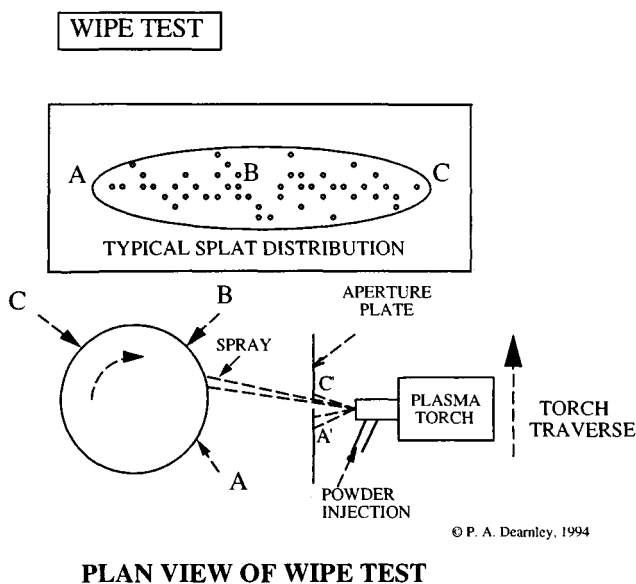 WIPE TEST
A
B
C
TYPICAL SPLAT DISTRIBUTION
C
B
APERTURE
PLATE
SPRAY
C'
PLASMA
TORCH
TORCH
TRAVERSE
A'
A
POWDER
INJECTION
© P. A. Dearnley, 1994
PLAN VIEW OF WIPE TEST